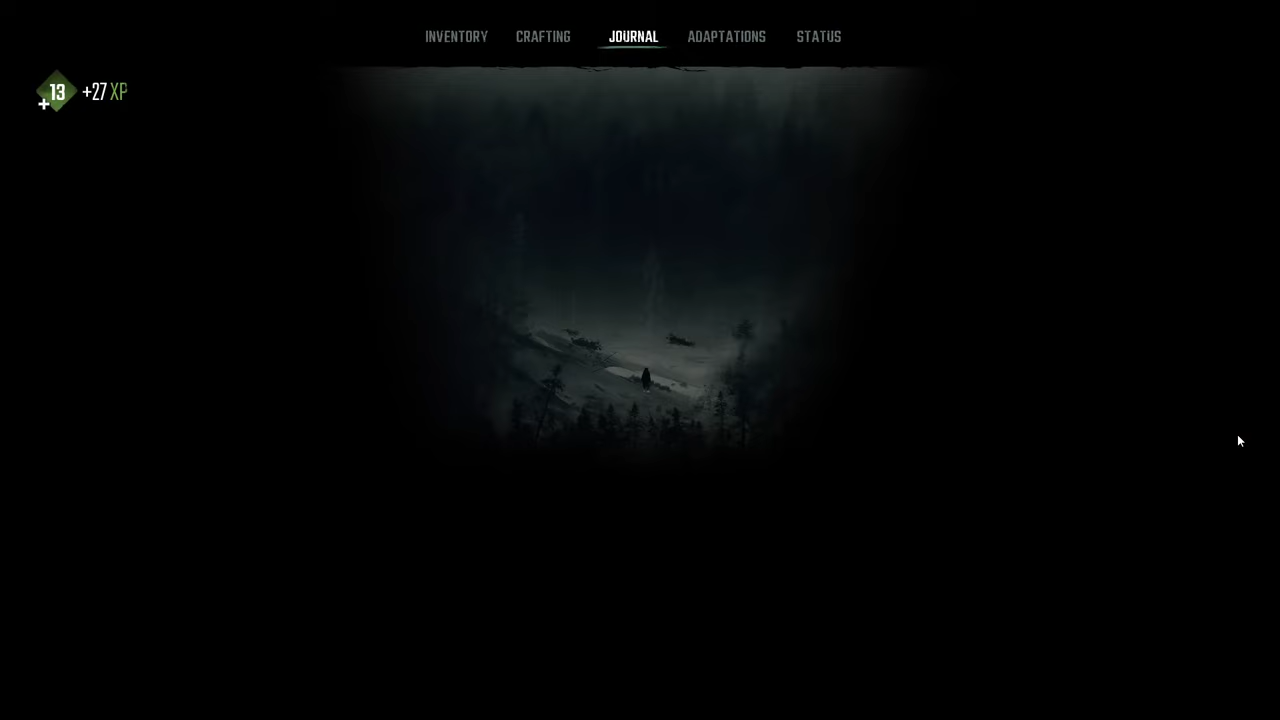 INVENTORY CRAFTING JOURNAL ADAPTATIONS STATUS
13 +27 XP
+